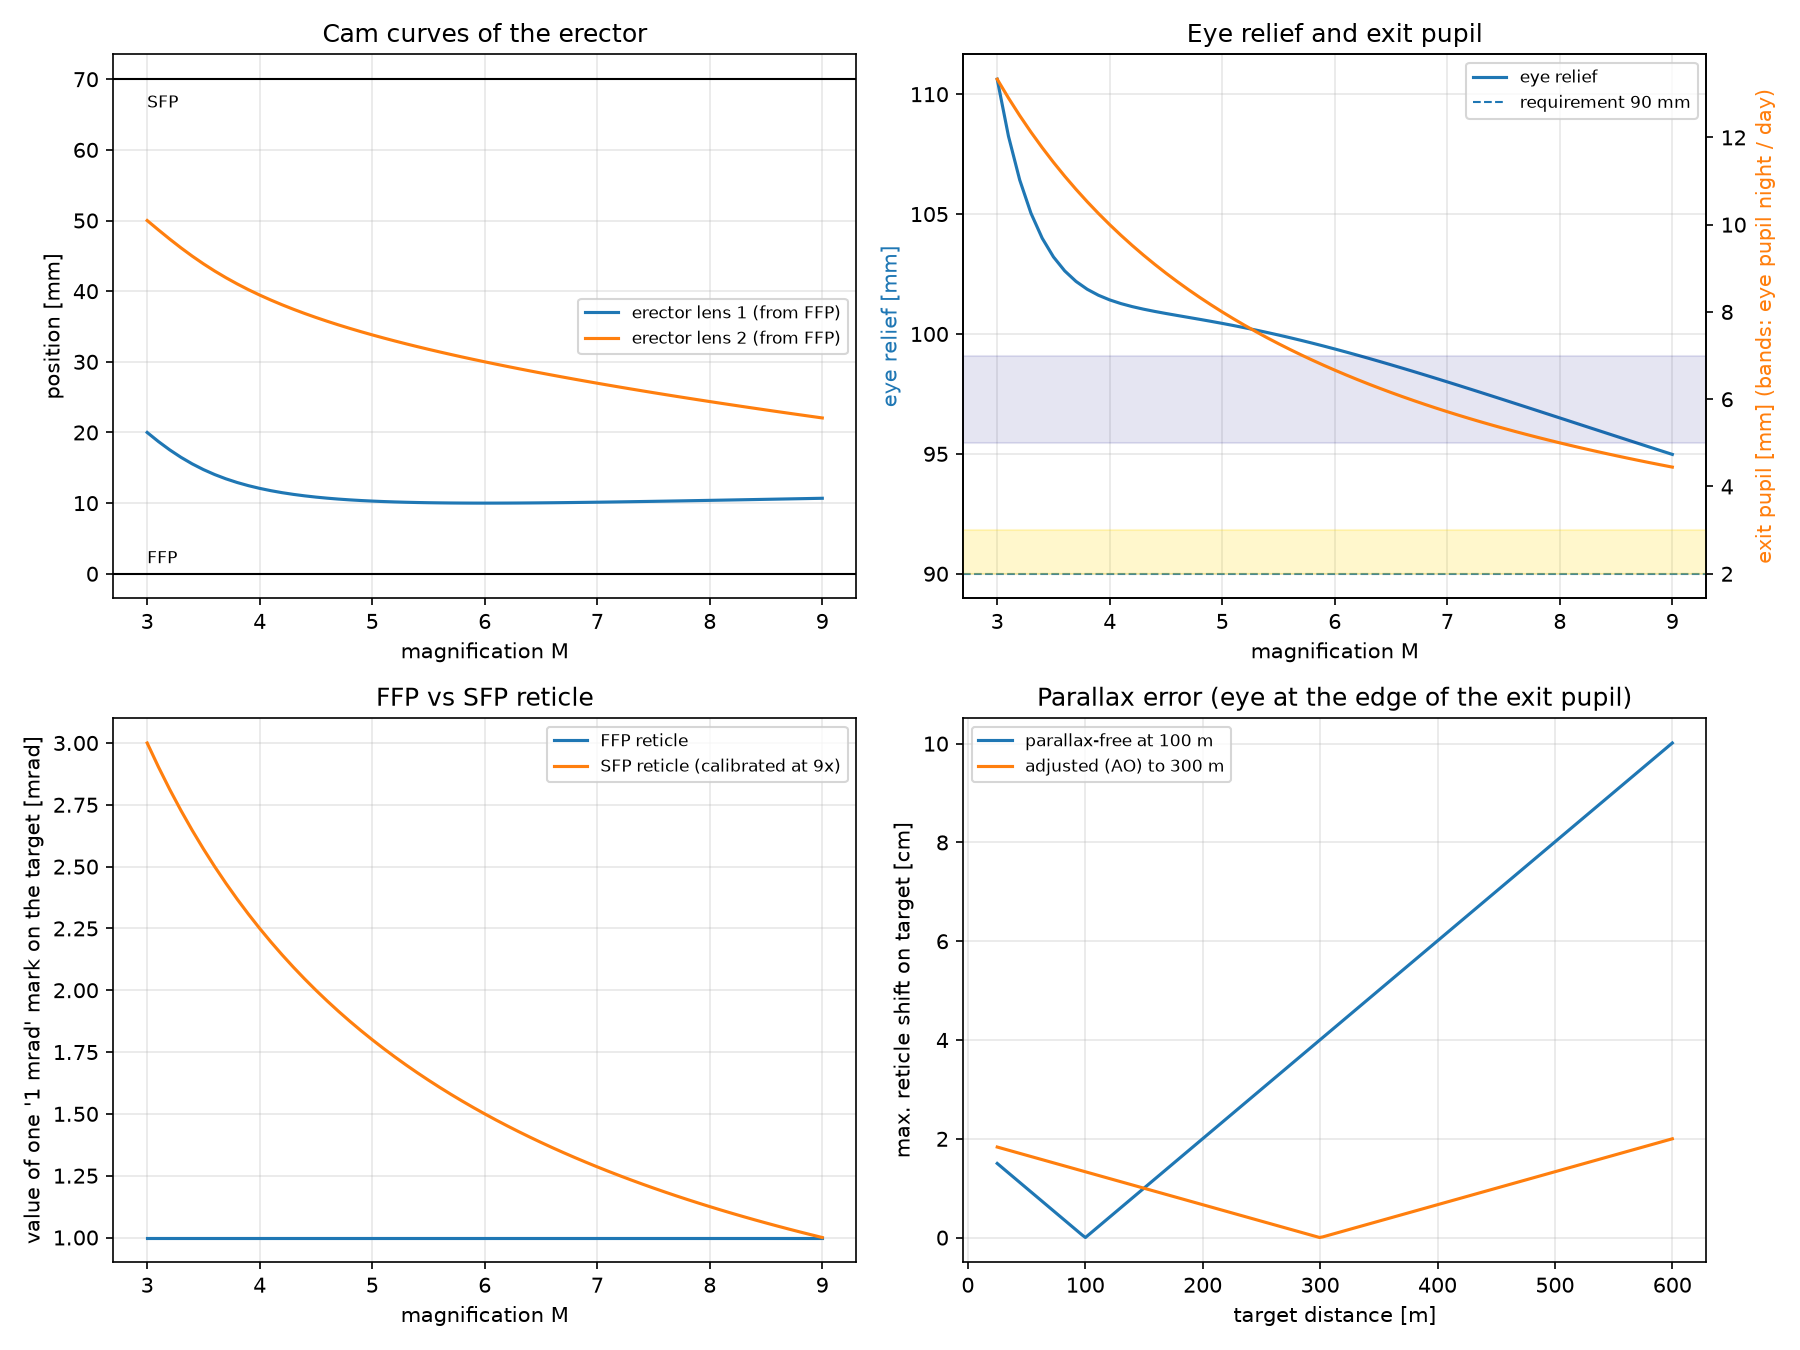 Cam curves of the erector
position [mm]
70
60
50
40
30
20
10
0
SFP
FFP
erector lens 1 (from FFP)
erector lens 2 (from FFP)
3 4 5 6 7 8 9
magnification M
Eye relief and exit pupil
eye relief [mm]
110
105
100
95
90
eye relief
requirement 90 mm
12
10
8
6
4
2
exit pupil [mm] (bands: eye pupil night / day)
3 4 5 6 7 8 9
magnification M
FFP vs SFP reticle
value of one '1 mrad' mark on the target [mrad]
3.00
2.75
2.50
2.25
2.00
1.75
1.50
1.25
1.00
FFP reticle
SFP reticle (calibrated at 9x)
3 4 5 6 7 8 9
magnification M
Parallax error (eye at the edge of the exit pupil)
max. reticle shift on target [cm]
10
8
6
4
2
0
parallax-free at 100 m
adjusted (AO) to 300 m
0 100 200 300 400 500 600
target distance [m]